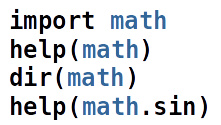 import math
help(math)
dir(math)
help(math.sin)